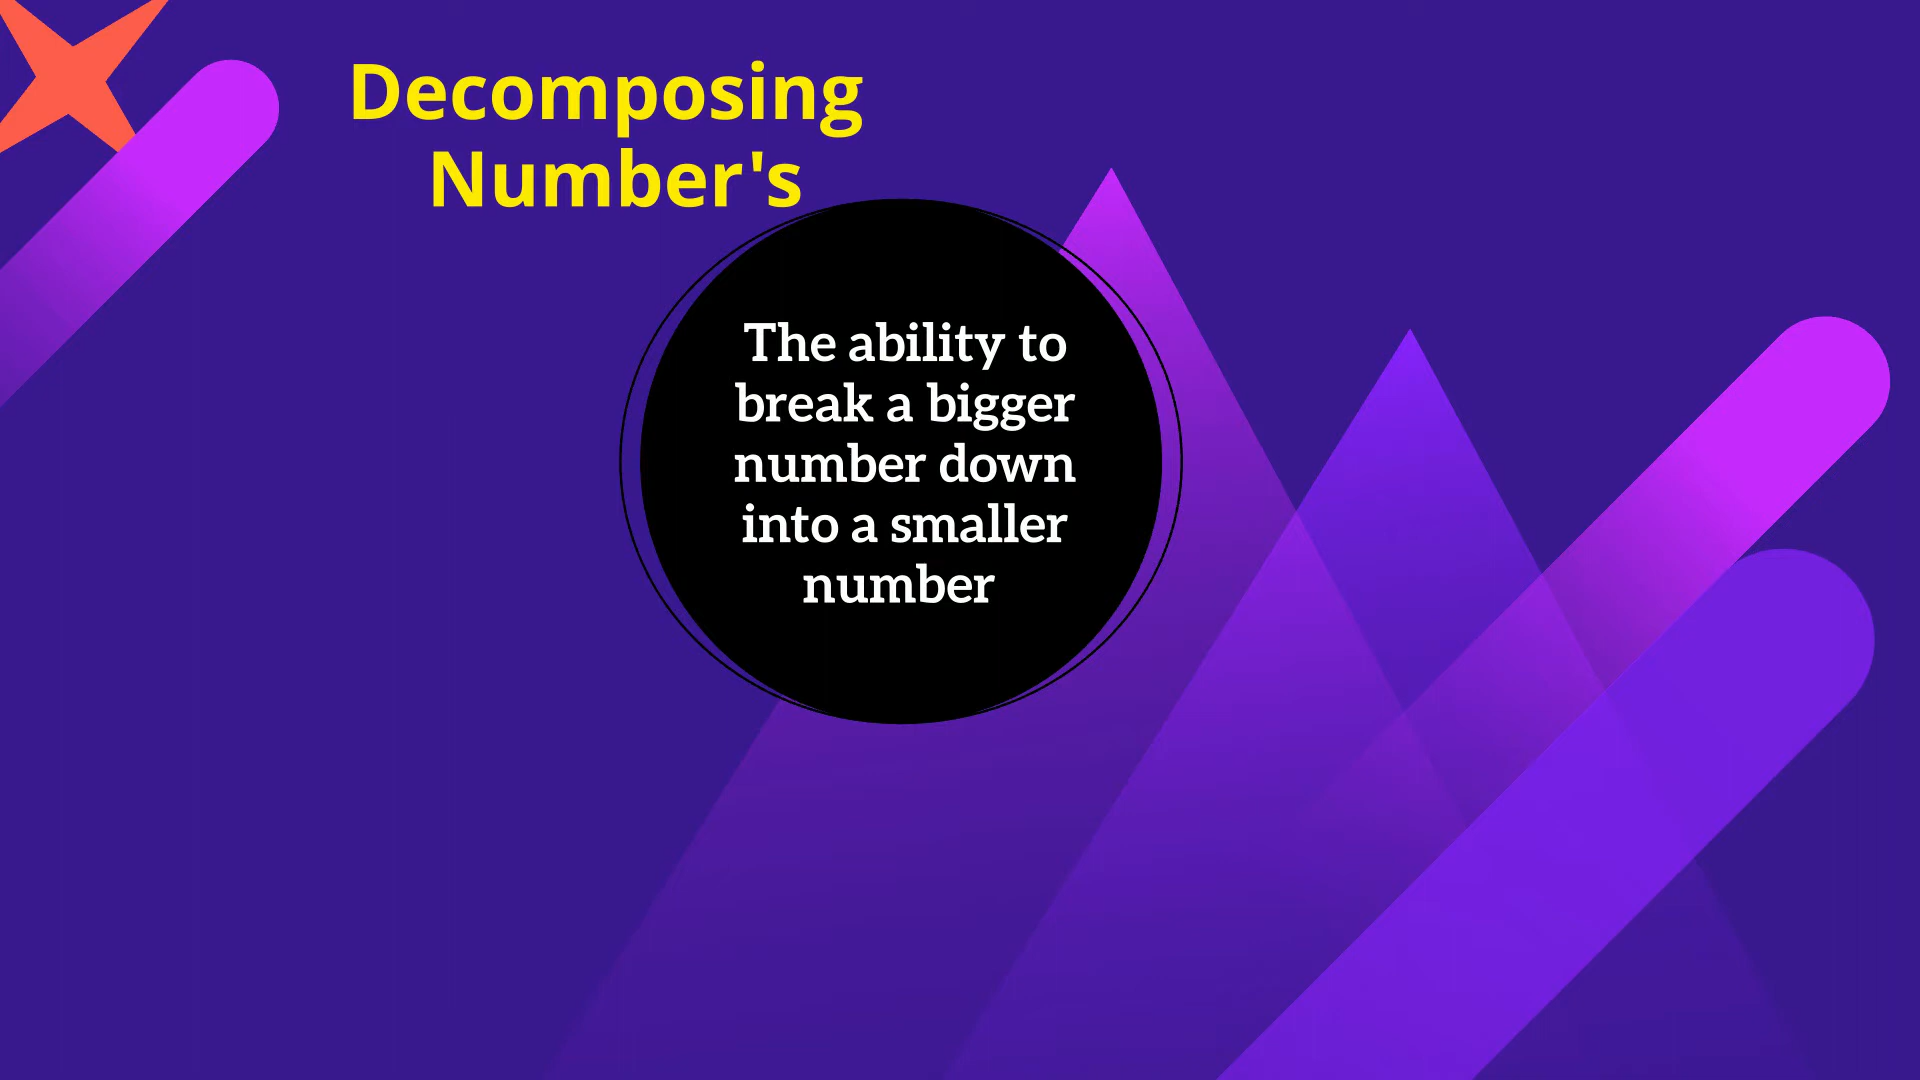 Decomposing
Number's
The ability to
break a bigger
number down
into a smaller
number